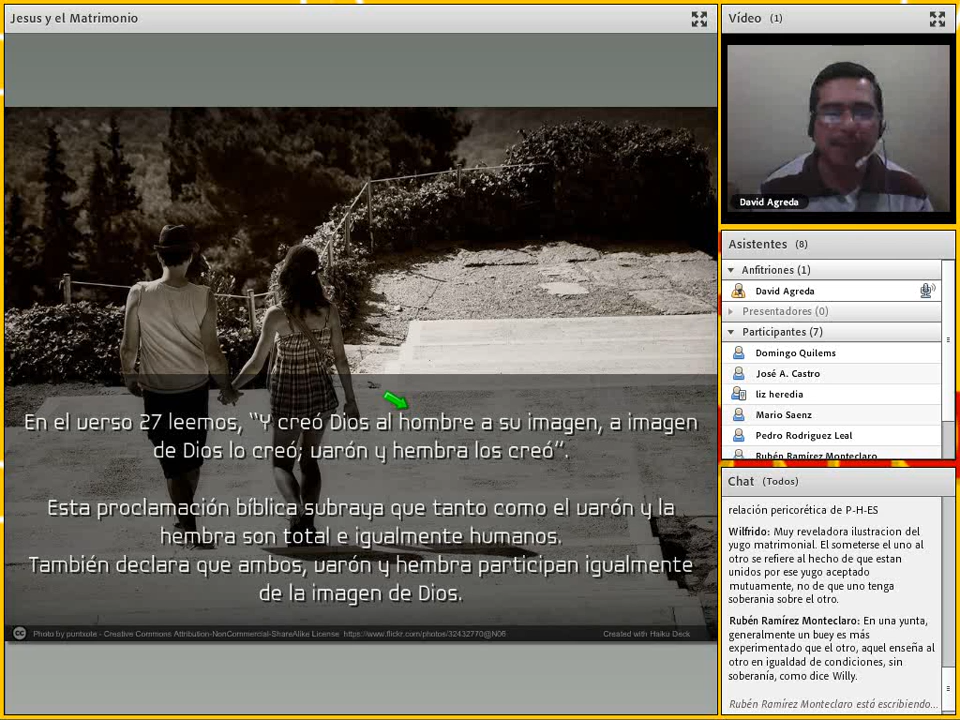 Jesus y el Matrimonio
En el verso 27 leemos, “Y creó Dios al hombre a su imagen, a imagen
de Dios lo creó; varón y hembra los creó”.
Esta proclamación bíblica subraya que tanto como el varón y la
hembra son total e igualmente humanos.
También declara que ambos, varón y hembra participan igualmente
de la imagen de Dios.
cc Photo by puntxote - Creative Commons Attribution-NonCommercial-ShareAlike License https://www.flickr.com/photos/32432770@N06
Created with Haiku Deck
Vídeo (1)
David Agreda
Asistentes (8)
Anfitriones (1)
David Agreda
Presentadores (0)
Participantes (7)
Domingo Quilems
José A. Castro
liz heredia
Mario Saenz
Pedro Rodriguez Leal
Rubén Ramírez Monteclaro
Chat (Todos)
relación pericorética de P-H-ES
Wilfrido: Muy reveladora ilustracion del
yugo matrimonial. El someterse el uno al
otro se refiere al hecho de que estan
unidos por ese yugo aceptado
mutuamente, no de que uno tenga
soberania sobre el otro.
Rubén Ramírez Monteclaro: En una yunta,
generalmente un buey es más
experimentado que el otro, aquel enseña al
otro en igualdad de condiciones, sin
soberanía, como dice Willy.
Rubén Ramírez Monteclaro está escribiendo...